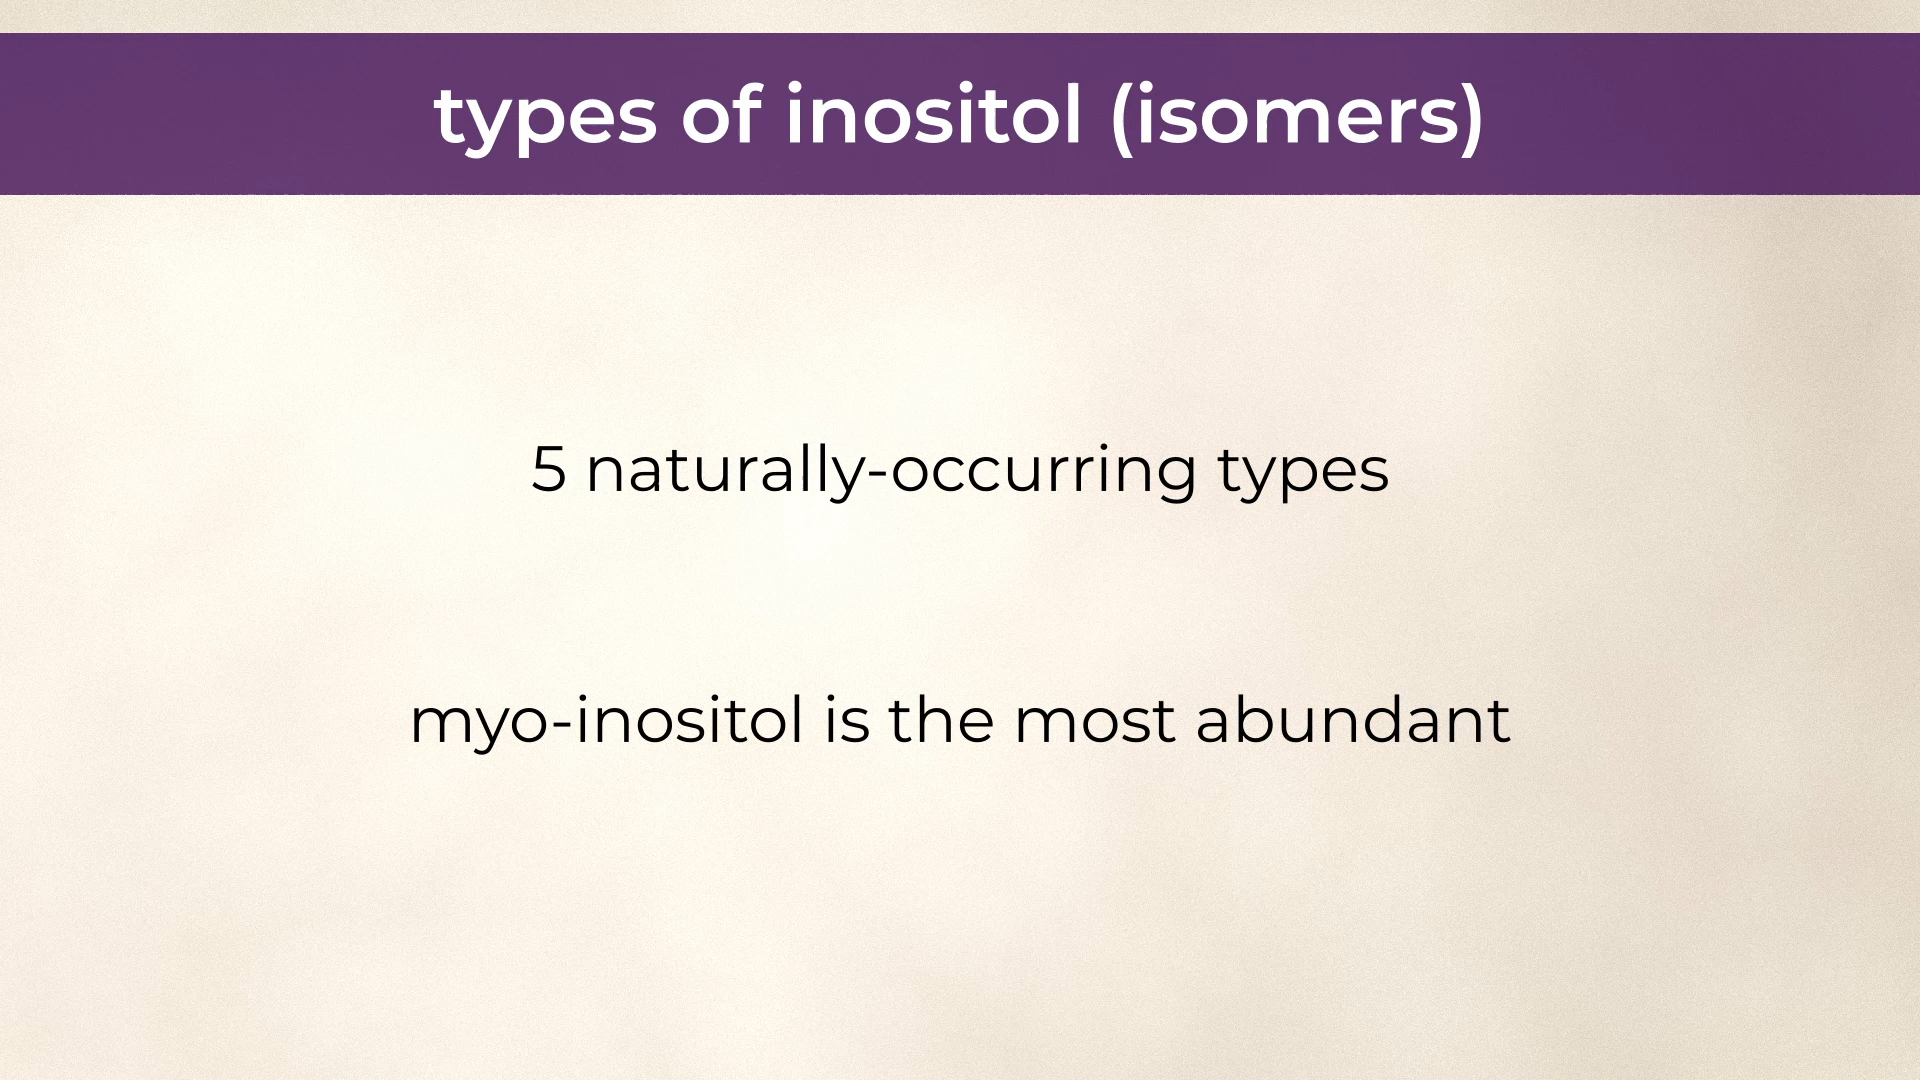 types of inositol (isomers)
5 naturally-occurring types
myo-inositol is the most abundant